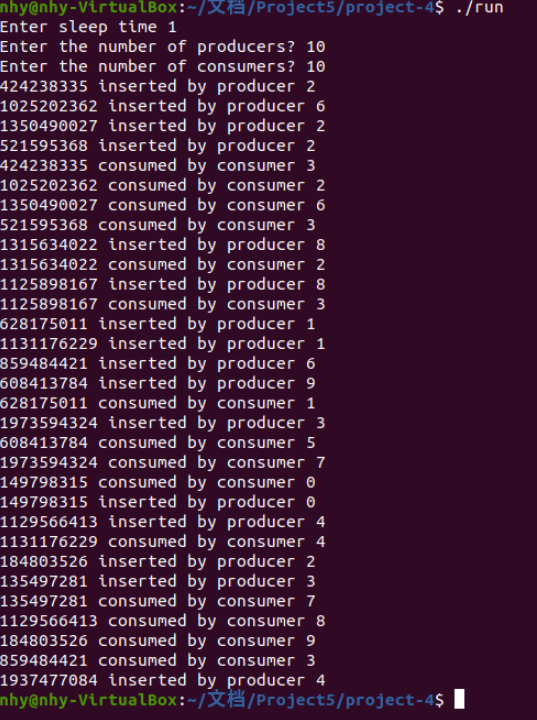 nhy@nhy-VirtualBox:~/文档/Project5/project-4$ ./run
Enter sleep time 1
Enter the number of producers? 10
Enter the number of consumers? 10
424238335 inserted by producer 2
1025202362 inserted by producer 6
1350490027 inserted by producer 2
521595368 inserted by producer 2
424238335 consumed by consumer 3
1025202362 consumed by consumer 2
1350490027 consumed by consumer 6
521595368 consumed by consumer 3
1315634022 inserted by producer 8
1315634022 consumed by consumer 2
1125898167 inserted by producer 8
1125898167 consumed by consumer 3
628175011 inserted by producer 1
1131176229 inserted by producer 1
859484421 inserted by producer 6
608413784 inserted by producer 9
628175011 consumed by consumer 1
1973594324 inserted by producer 3
608413784 consumed by consumer 5
1973594324 consumed by consumer 7
149798315 consumed by consumer 0
149798315 inserted by producer 0
1129566413 inserted by producer 4
1131176229 consumed by consumer 4
184803526 inserted by producer 2
135497281 inserted by producer 3
135497281 consumed by consumer 7
1129566413 consumed by consumer 8
184803526 consumed by consumer 9
859484421 consumed by consumer 3
1937477084 inserted by producer 4
nhy@nhy-VirtualBox:~/文档/Project5/project-4$